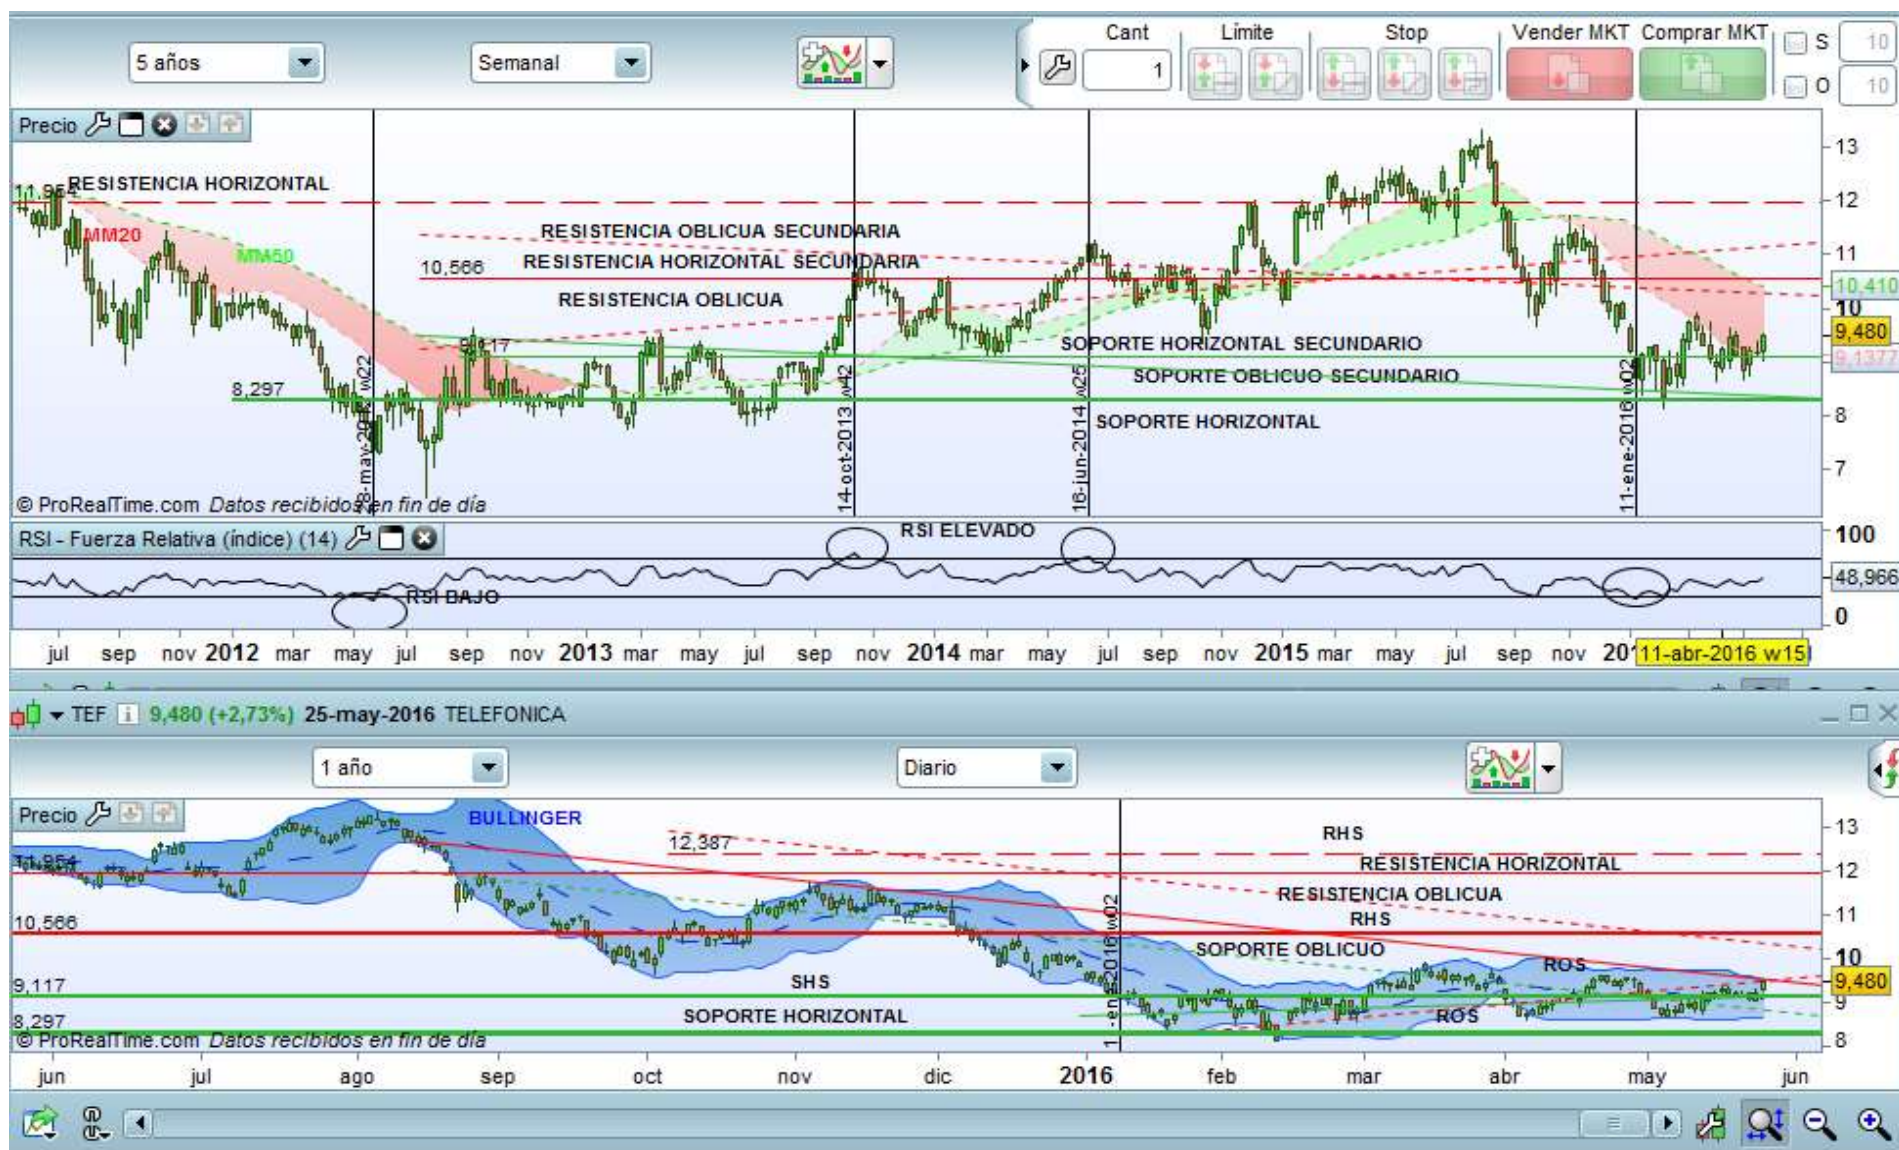 Cant Límite Stop Vender MKT Comprar MKT S 10
5 años Semanal 1 O 10
Precio
13
RESISTENCIA HORIZONTAL
11,954
12
MM20
RESISTENCIA OBLICUA SECUNDARIA
MM50
11
RESISTENCIA HORIZONTAL SECUNDARIA
10,566
RESISTENCIA OBLICUA
10,410
10
9,480
SOPORTE HORIZONTAL SECUNDARIO
9,117
9,1377
SOPORTE OBLICUO SECUNDARIO
8,297
SOPORTE HORIZONTAL
8
7
28-may-2012 w22
14-oct-2013 w42
16-jun-2014 w25
11-ene-2016 w02
© ProRealTime.com Datos recibidos en fin de día
RSI - Fuerza Relativa (índice) (14)
RSI ELEVADO
100
48,966
RSI BAJO
0
jul sep nov 2012 mar may jul sep nov 2013 mar may jul sep nov 2014 mar may jul sep nov 2015 mar may jul sep nov 201 11-abr-2016 w15
TEF 9,480 (+2,73%) 25-may-2016 TELEFONICA
1 año Diario
Precio
BULLINGER
13
RHS
12,387
RESISTENCIA HORIZONTAL
11,954
12
RESISTENCIA OBLICUA
RHS
11
10,566
SOPORTE OBLICUO
10
ROS
9,480
SHS
9,117
9
SOPORTE HORIZONTAL
ROS
8,297
8
-ene-2016 w02
© ProRealTime.com Datos recibidos en fin de día
jun jul ago sep oct nov dic 2016 feb mar abr may jun